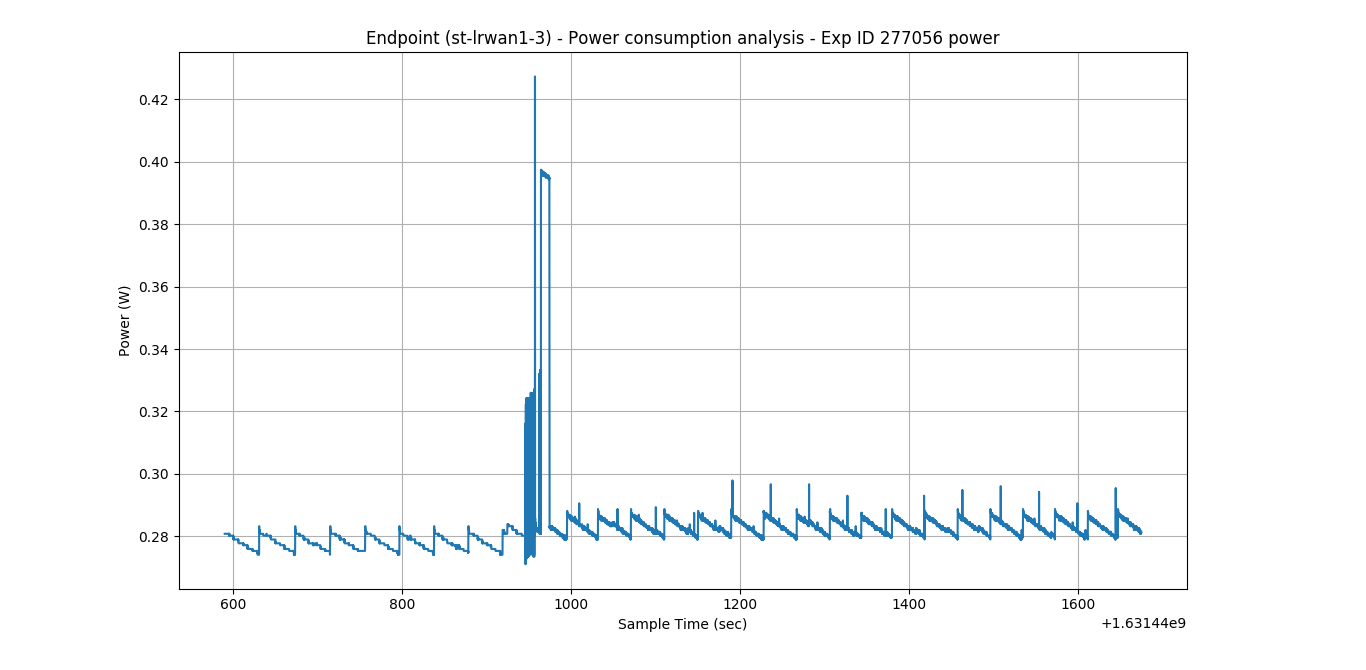 Endpoint (st-lrwan1-3) - Power consumption analysis - Exp ID 277056 power
0.42
0.40
0.38
0.36
0.34
0.32
0.30
0.28
Power (W)
600 800 1000 1200 1400 1600
Sample Time (sec)
+1.63144e9